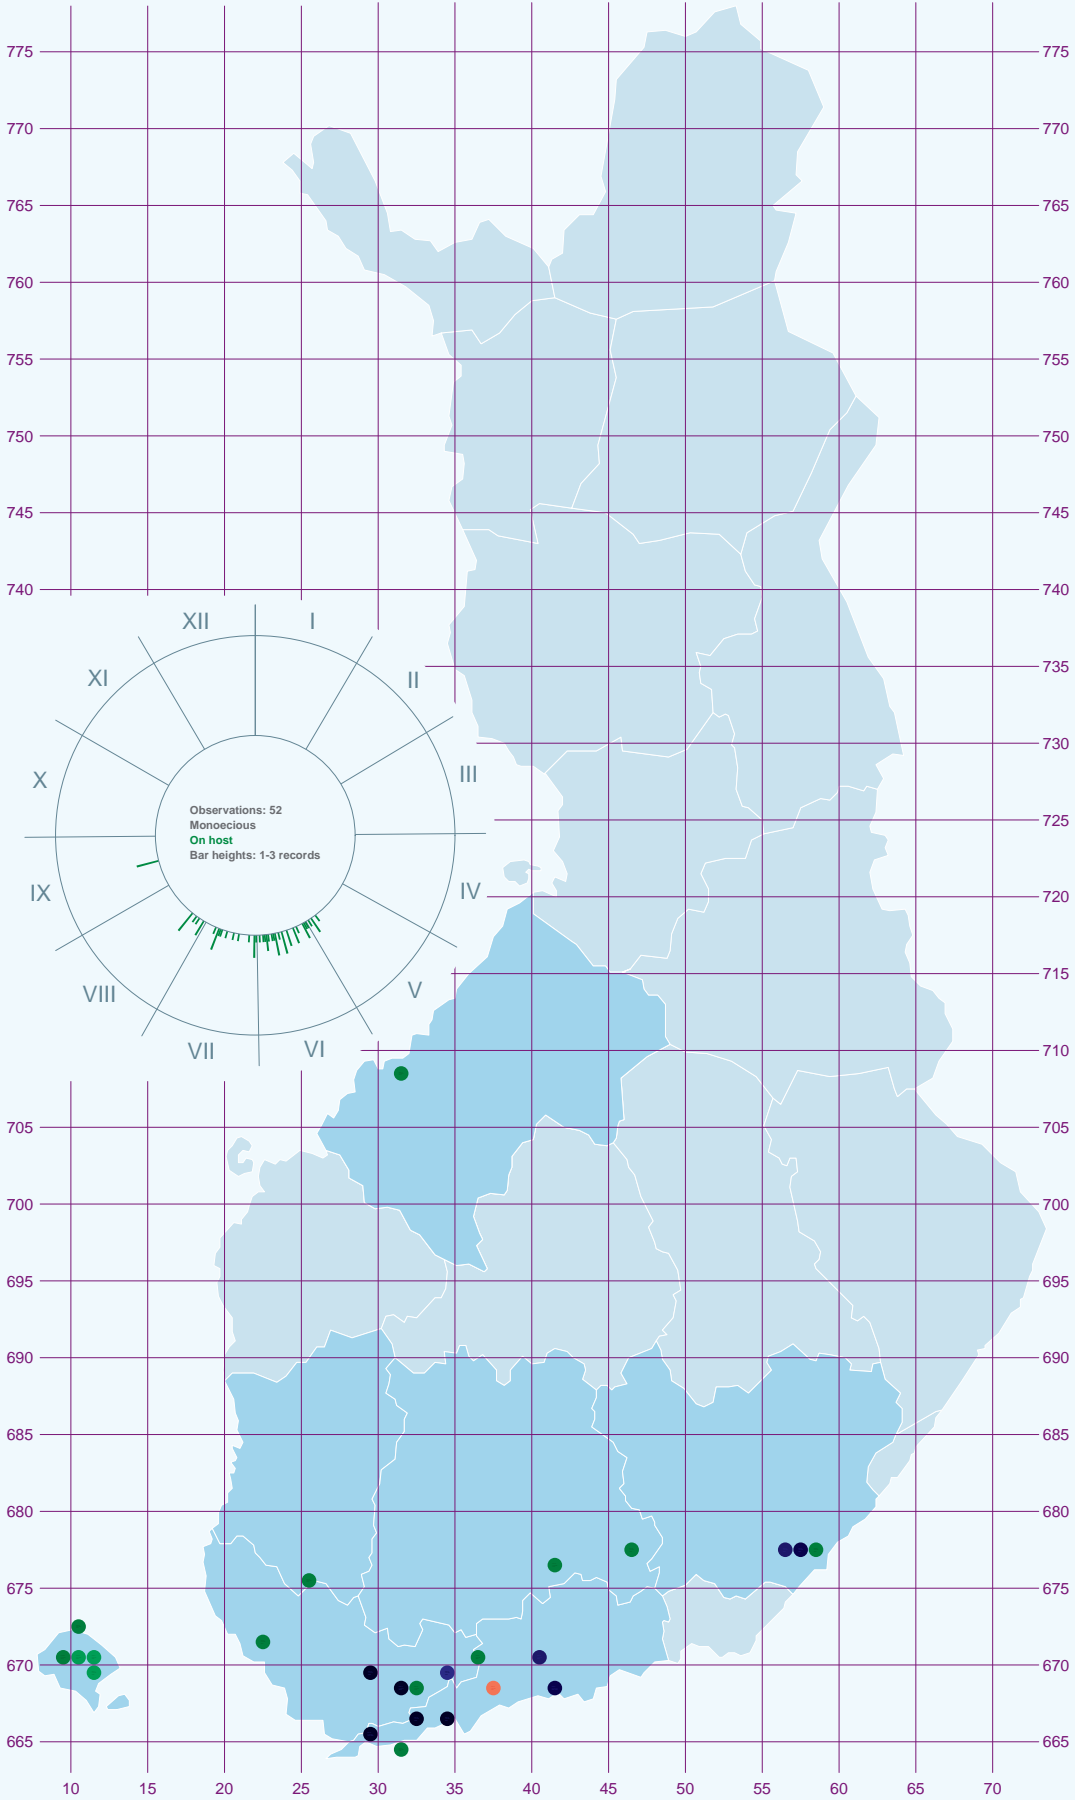 775 775
770 770
765 765
760 760
755 755
750 750
745 745
740 740
XII I
735
XI II
730
X III
Observations: 52
Monoecious
On host
Bar heights: 1-3 records
725
IX IV
720
VIII V
715
VII VI
710
705 705
700 700
695 695
690 690
685 685
680 680
675 675
670 670
665 665
10 15 20 25 30 35 40 45 50 55 60 65 70